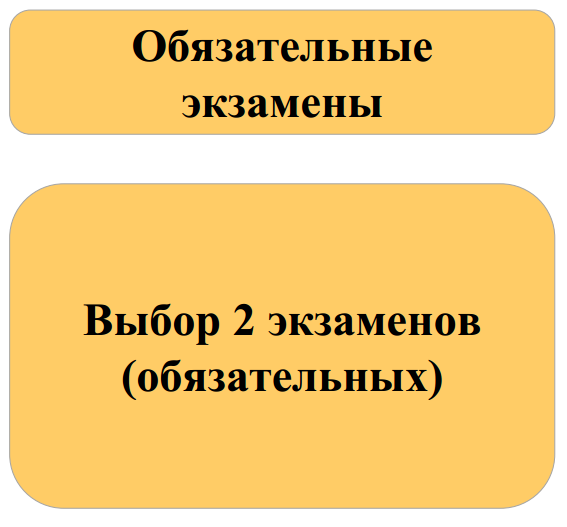 Обязательные
экзамены
Выбор 2 экзаменов
(обязательных)